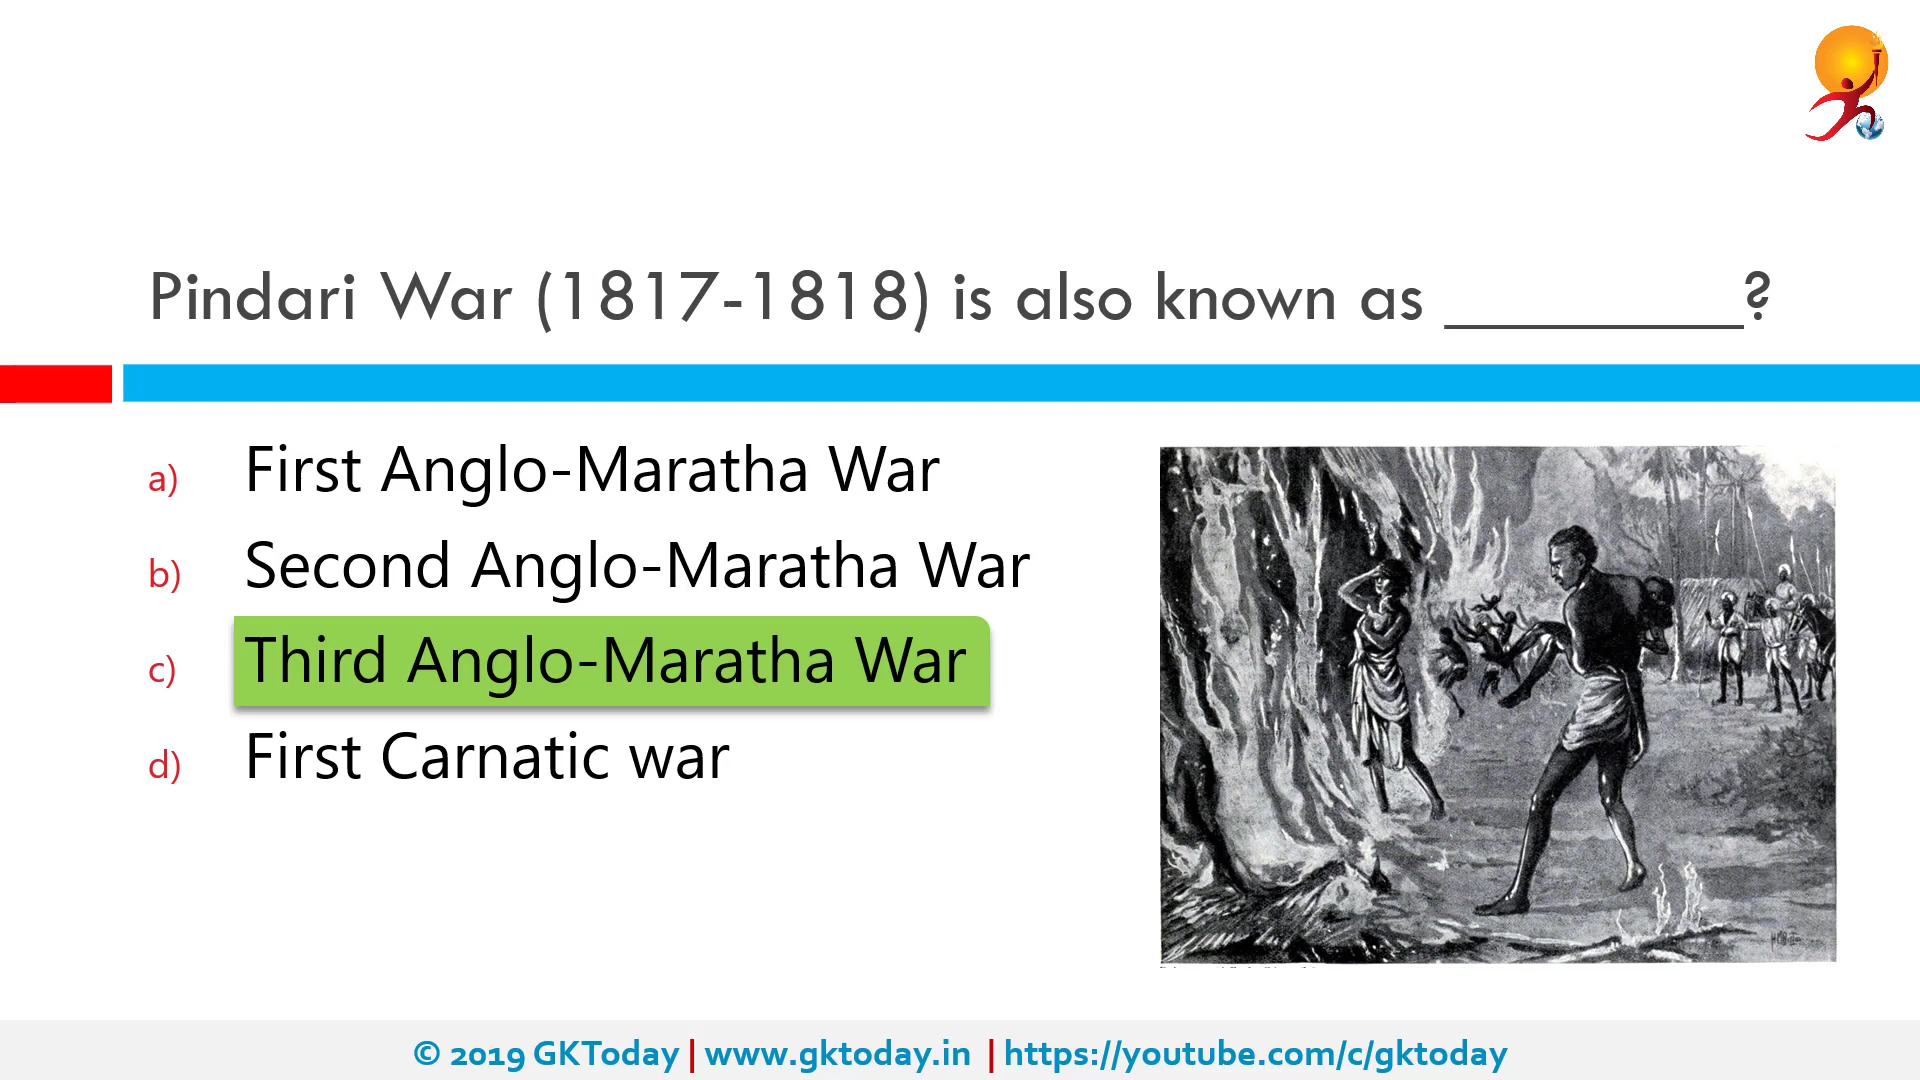 Pindari War (1817-1818) is also known as _________?
a) First Anglo-Maratha War
b) Second Anglo-Maratha War
c) Third Anglo-Maratha War
d) First Carnatic war
© 2019 GKToday | www.gktoday.in | https://youtube.com/c/gktoday